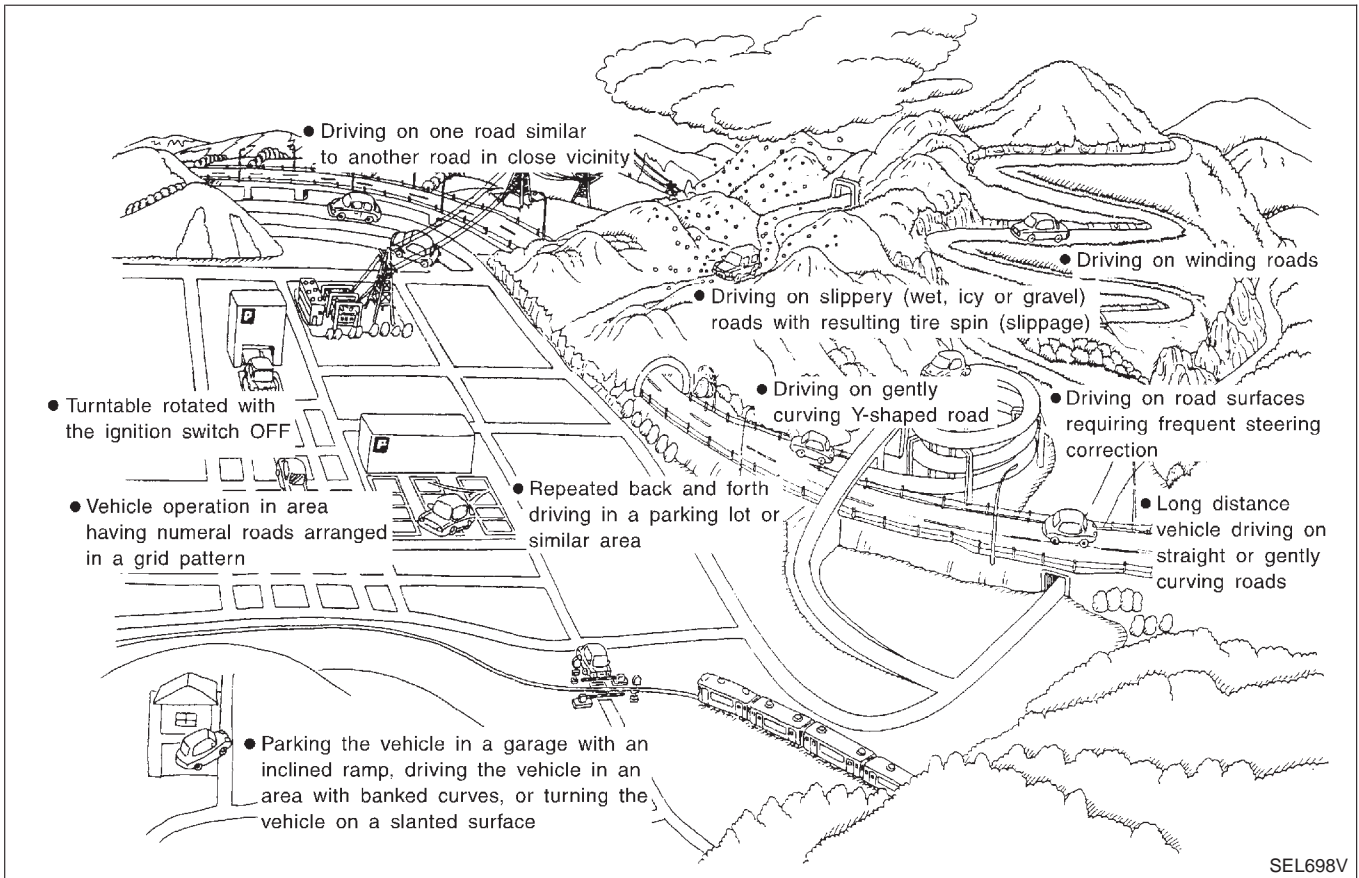 ● Driving on one road similar
to another road in close vicinity
● Driving on winding roads
● Driving on slippery (wet, icy or gravel)
roads with resulting tire spin (slippage)
P
● Turntable rotated with
the ignition switch OFF
● Driving on gently
curving Y-shaped road
● Driving on road surfaces
requiring frequent steering
correction
P
● Vehicle operation in area
having numeral roads arranged
in a grid pattern
● Repeated back and forth
driving in a parking lot or
similar area
● Long distance
vehicle driving on
straight or gently
curving roads
● Parking the vehicle in a garage with an
inclined ramp, driving the vehicle in an
area with banked curves, or turning the
vehicle on a slanted surface
SEL698V